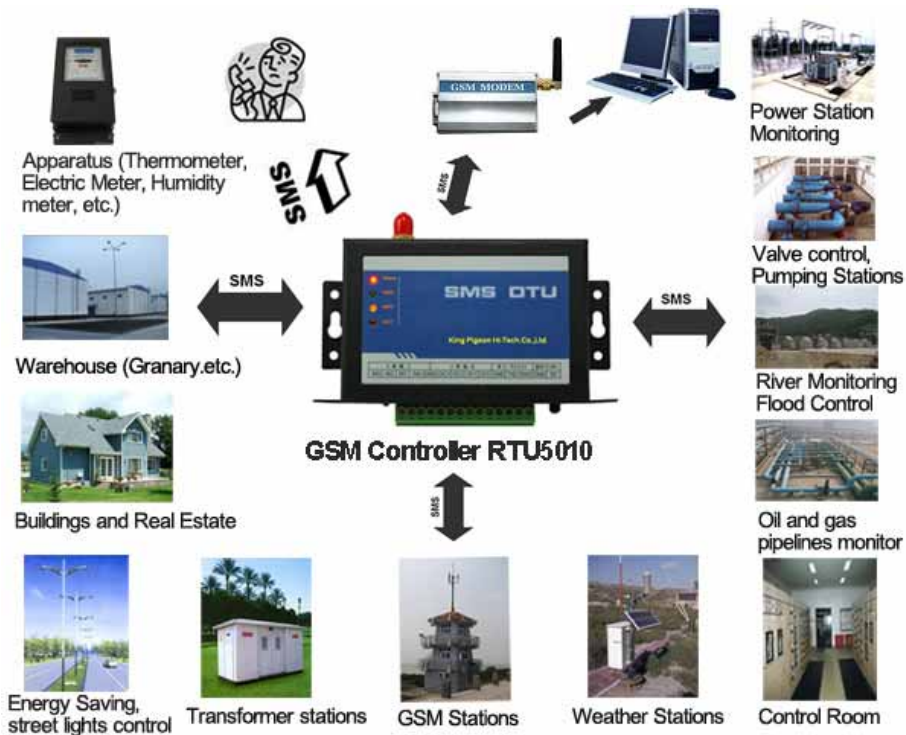 GSM MODEM
Power Station
Monitoring
Apparatus (Thermometer,
Electric Meter, Humidity
meter, etc.)
SMS
SMS
Valve control,
Pumping Stations
SMS
SMS DTU
SMS
King Pigeon Hi-Tech.Co.,Ltd
Warehouse (Granary.etc.)
River Monitoring
Flood Control
GSM Controller RTU5010
Buildings and Real Estate
SMS
Oil and gas
pipelines monitor
Energy Saving,
street lights control
Transformer stations
GSM Stations
Weather Stations
Control Room